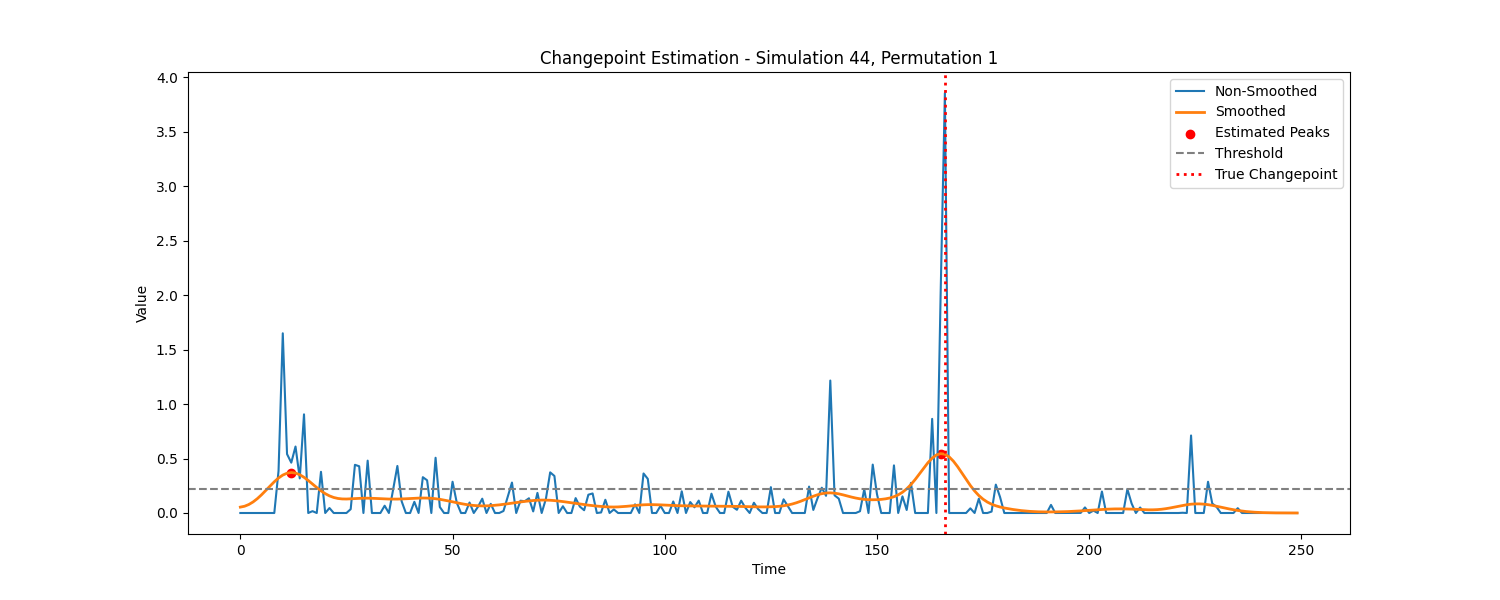 Changepoint Estimation - Simulation 44, Permutation 1
4.0
3.5
3.0
2.5
2.0
1.5
1.0
0.5
0.0
Value
Non-Smoothed
Smoothed
Estimated Peaks
Threshold
True Changepoint
0 50 100 150 200 250
Time